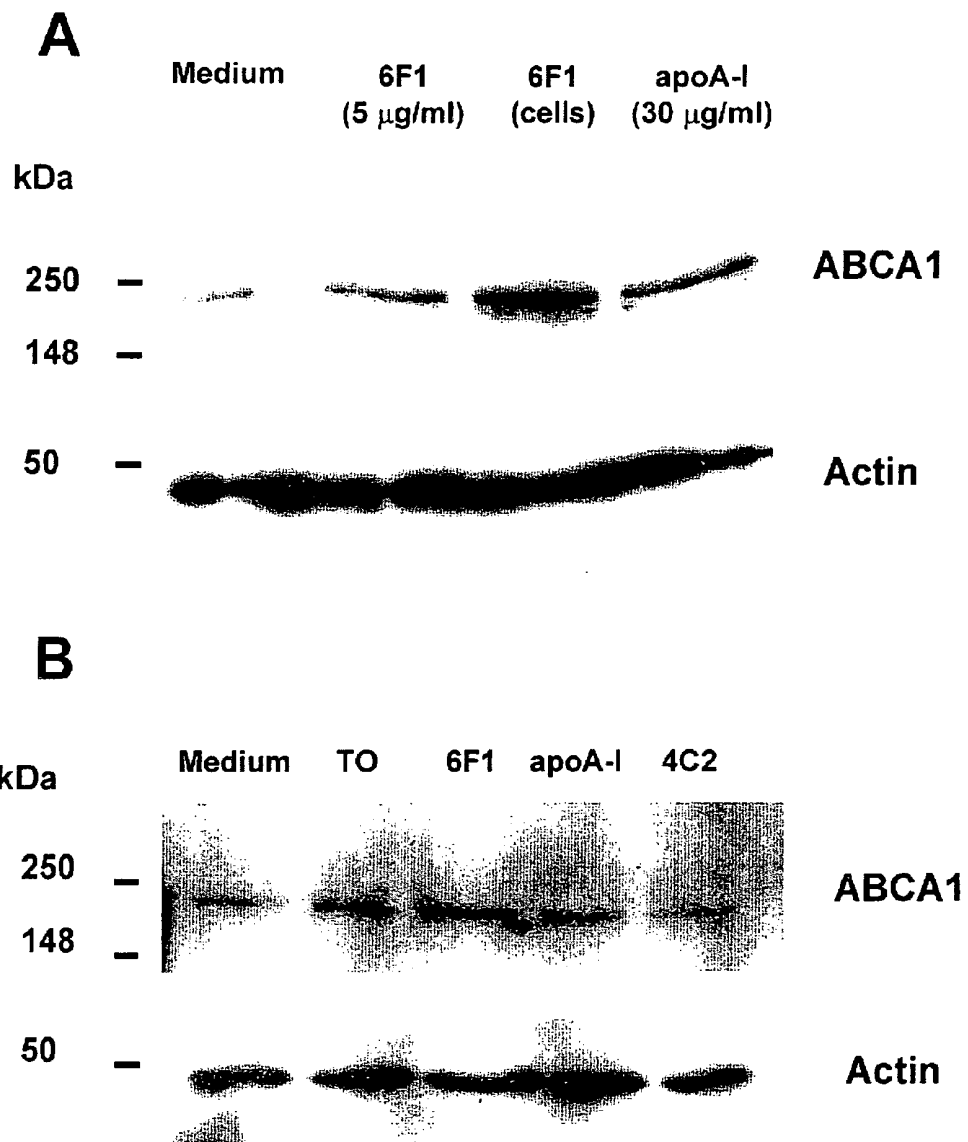 A
Medium 6F1 6F1 apoA-I
(5 μg/ml) (cells) (30 μg/ml)
kDa
ABCA1
250
148
50
Actin
B
kDa
Medium TO 6F1 apoA-I 4C2
250
ABCA1
148
50
Actin